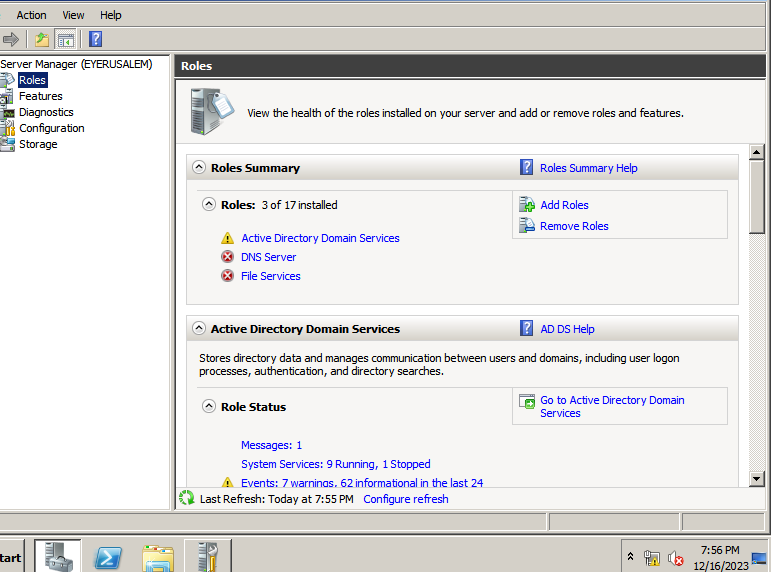 Action View Help
Server Manager (EYERUSALEM)
Roles
Features
Diagnostics
Configuration
Storage
Roles
View the health of the roles installed on your server and add or remove roles and features.
Roles Summary
Roles Summary Help
Roles: 3 of 17 installed
Add Roles
Remove Roles
Active Directory Domain Services
DNS Server
File Services
Active Directory Domain Services
AD DS Help
Stores directory data and manages communication between users and domains, including user logon
processes, authentication, and directory searches.
Role Status
Go to Active Directory Domain
Services
Messages: 1
System Services: 9 Running, 1 Stopped
Events: 7 warnings, 62 informational in the last 24
Last Refresh: Today at 7:55 PM Configure refresh
tart
7:56 PM
12/16/2023